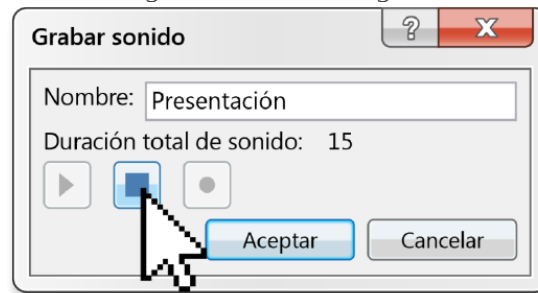 Grabar sonido
Nombre: Presentación
Duración total de sonido: 15
Aceptar Cancelar